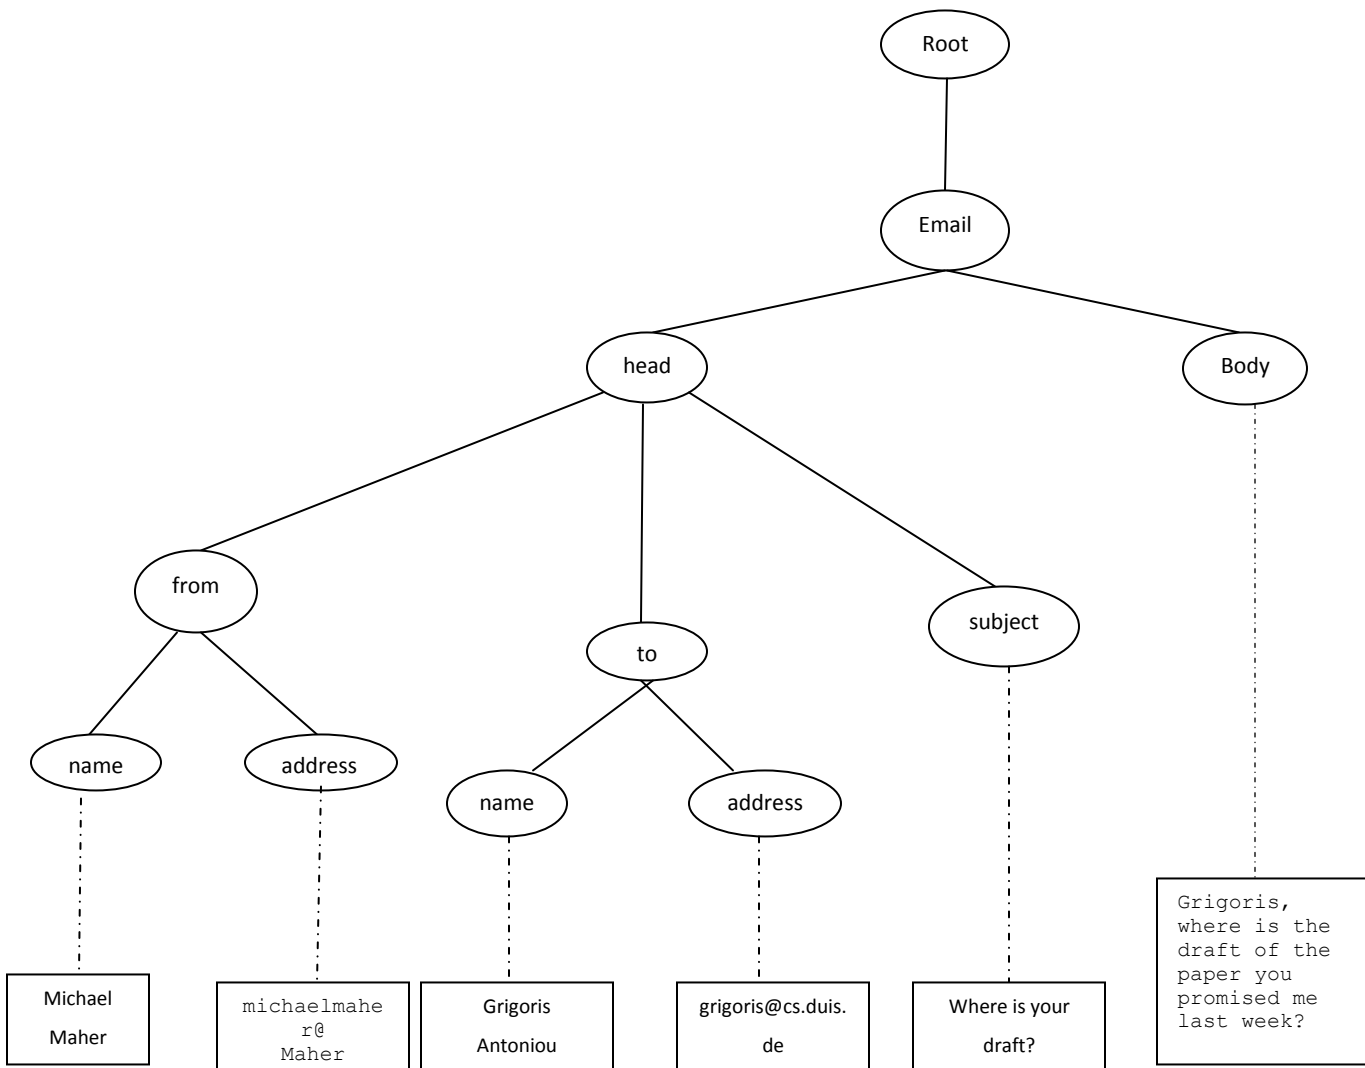 Root
Email
head
Body
from
to
subject
name
address
name
address
Michael
Maher
michaelmahe
r@
Maher
Grigoris
Antoniou
grigoris@cs.duis.
de
Where is your
draft?
Grigoris,
where is the
draft of the
paper you
promised me
last week?